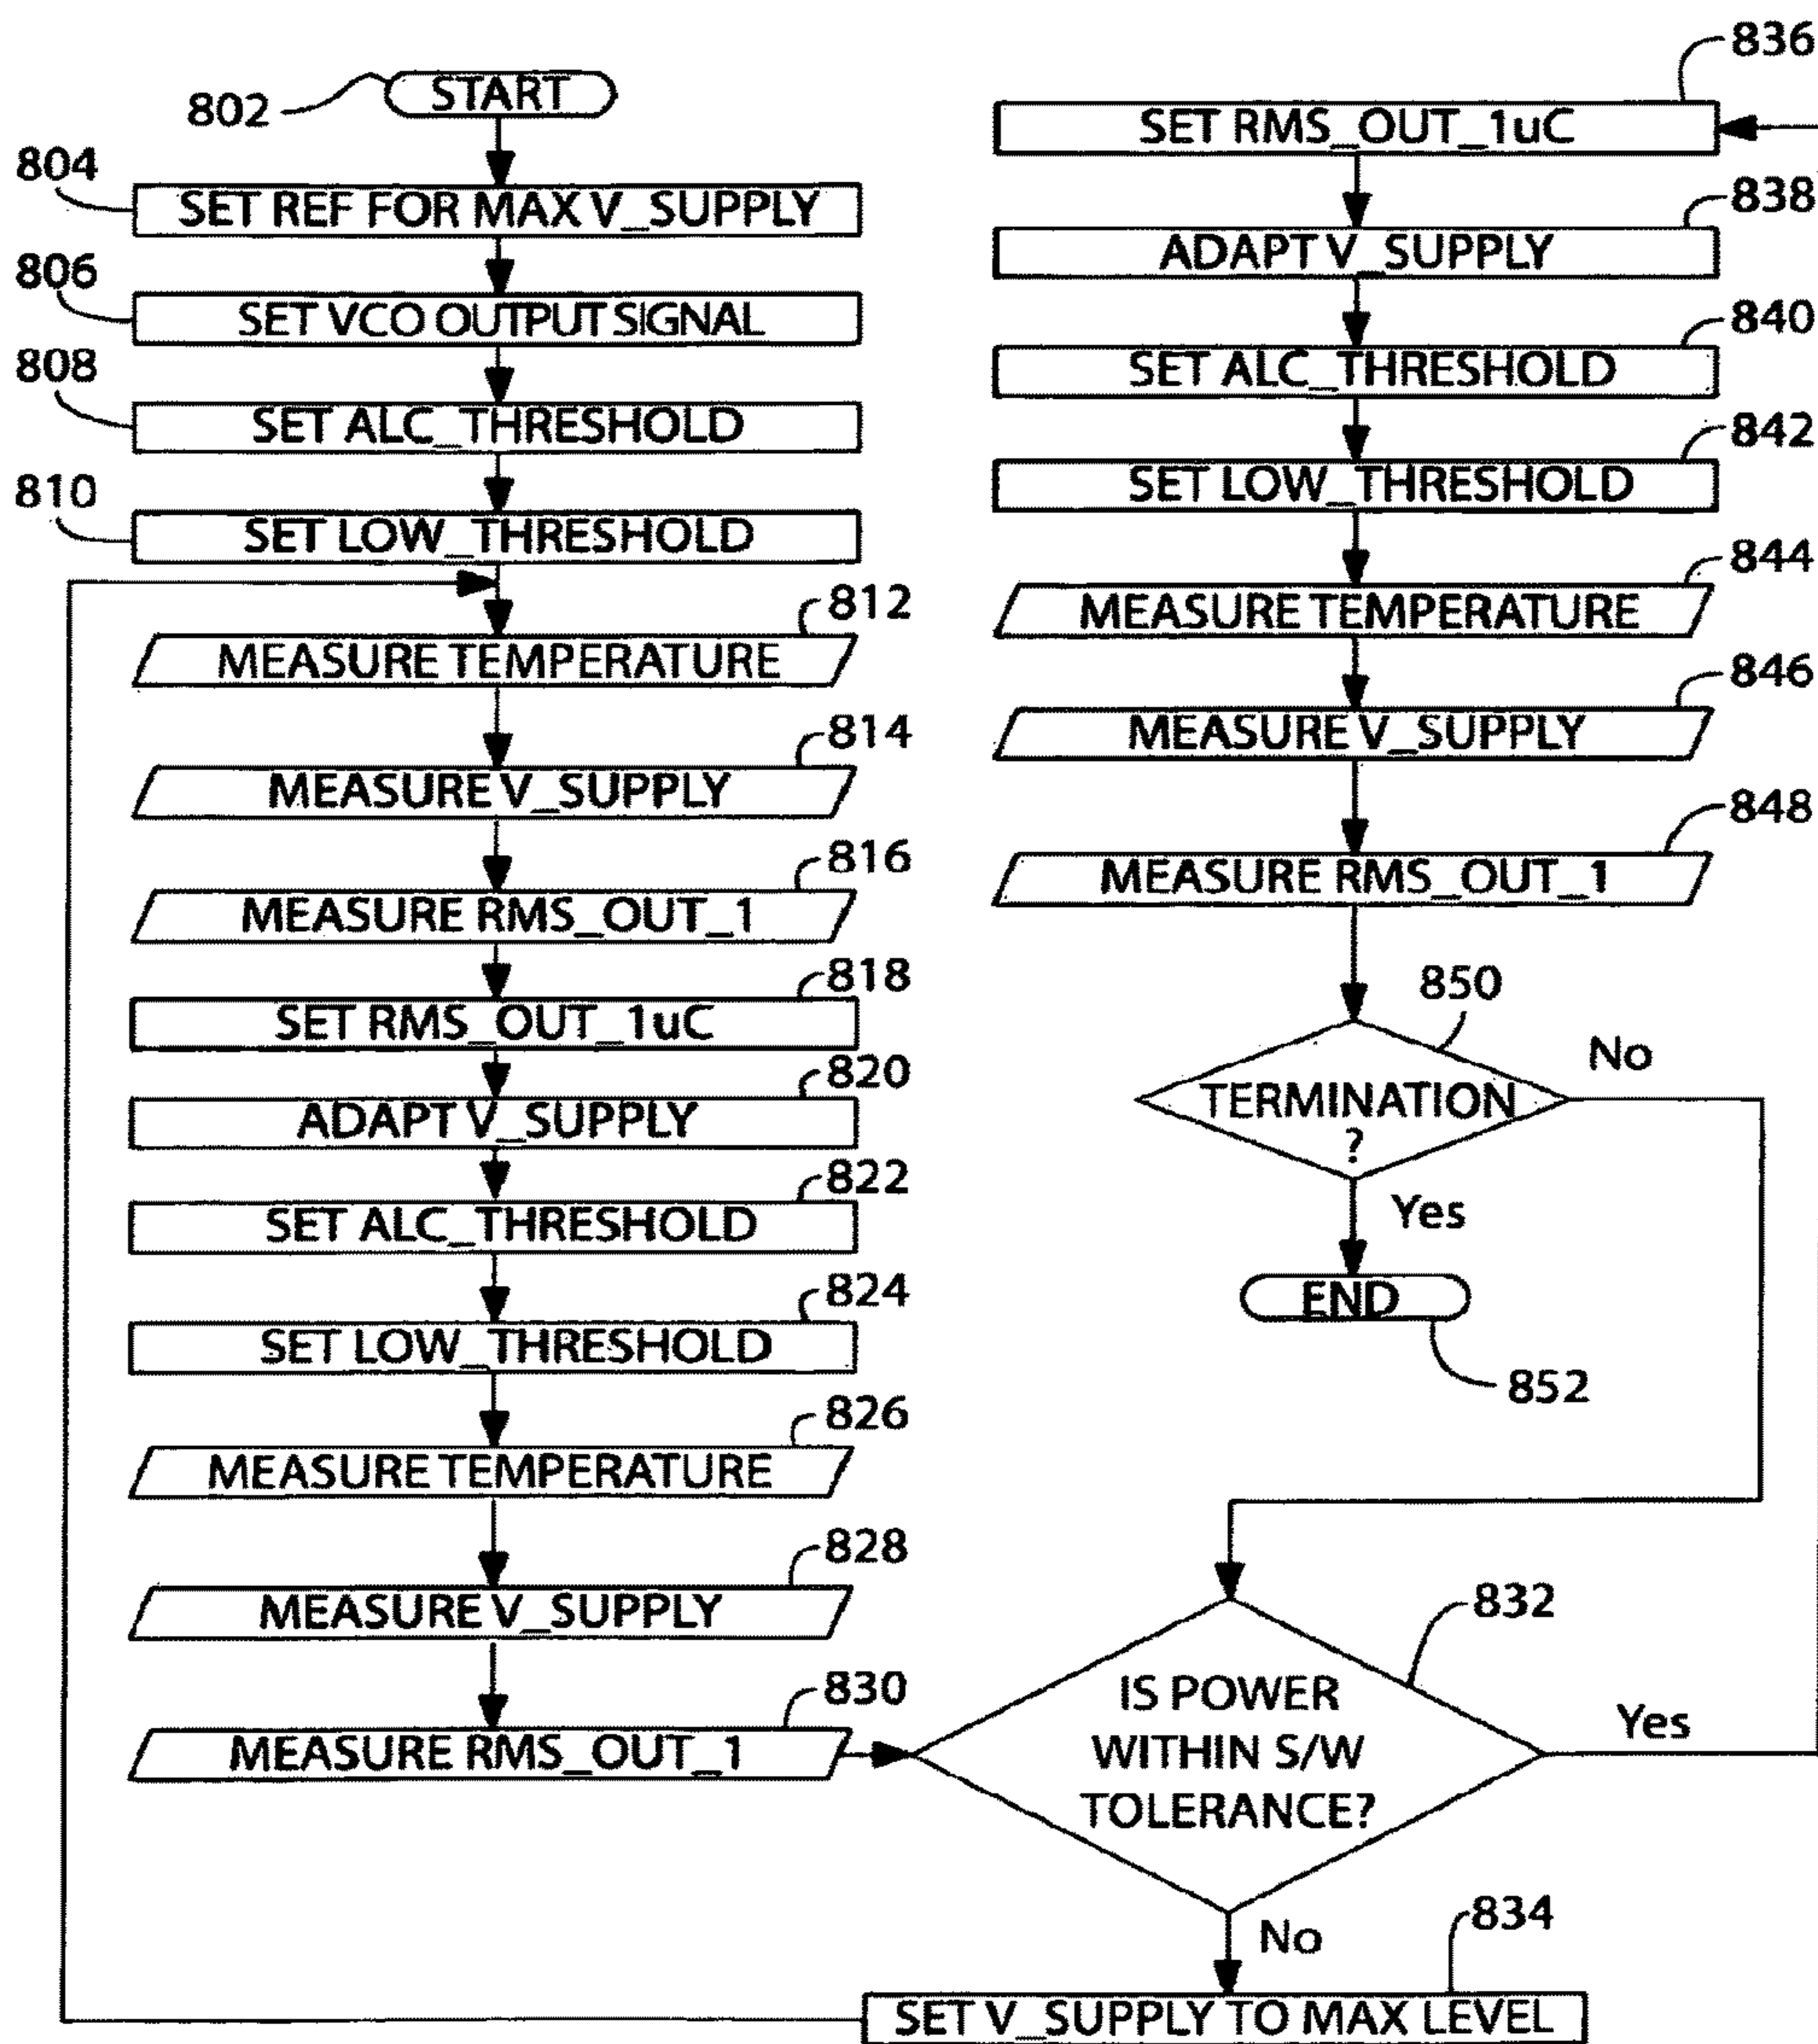 802
START
804
SET REF FOR MAX V_SUPPLY
806
SET VCO OUTPUT SIGNAL
808
SET ALC_THRESHOLD
810
SET LOW_THRESHOLD
812
MEASURE TEMPERATURE
814
MEASURE V_SUPPLY
816
MEASURE RMS_OUT_1
818
SET RMS_OUT_1uC
820
ADAPT V_SUPPLY
822
SET ALC_THRESHOLD
824
SET LOW_THRESHOLD
826
MEASURE TEMPERATURE
828
MEASURE V_SUPPLY
830
MEASURE RMS_OUT_1
832
IS POWER
WITHIN S/W
TOLERANCE?
Yes
No
834
SET V_SUPPLY TO MAX LEVEL
836
SET RMS_OUT_1uC
838
ADAPT V_SUPPLY
840
SET ALC_THRESHOLD
842
SET LOW_THRESHOLD
844
MEASURE TEMPERATURE
846
MEASURE V_SUPPLY
848
MEASURE RMS_OUT_1
850
TERMINATION
?
No
Yes
END
852